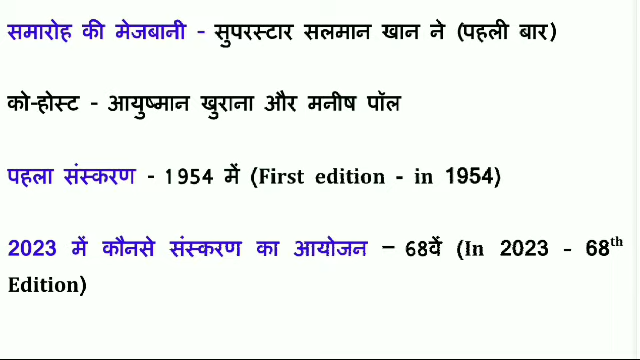 समारोह की मेजबानी - सुपरस्टार सलमान खान ने (पहली बार)
को-होस्ट - आयुष्मान खुराना और मनीष पॉल
पहला संस्करण - 1954 में (First edition - in 1954)
2023 में कौनसे संस्करण का आयोजन – 68वें (In 2023 - 68th
Edition)